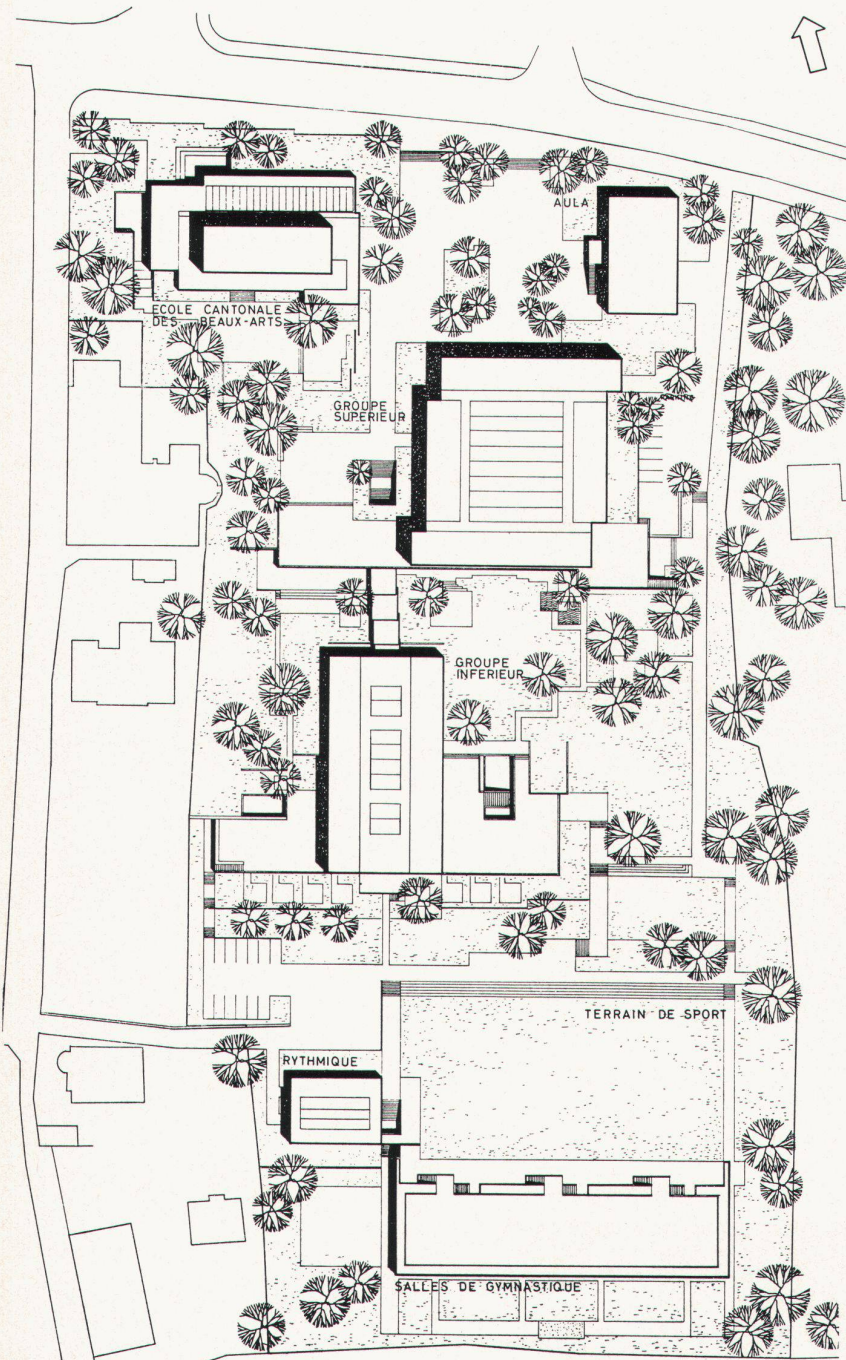 AULA
ECOLE CANTONALE
DES BEAUX-ARTS
GROUPE
SUPERIEUR
GROUPE
INFERIEUR
TERRAIN DE SPORT
RYTHMIQUE
SALLES DE GYMNASTIQUE